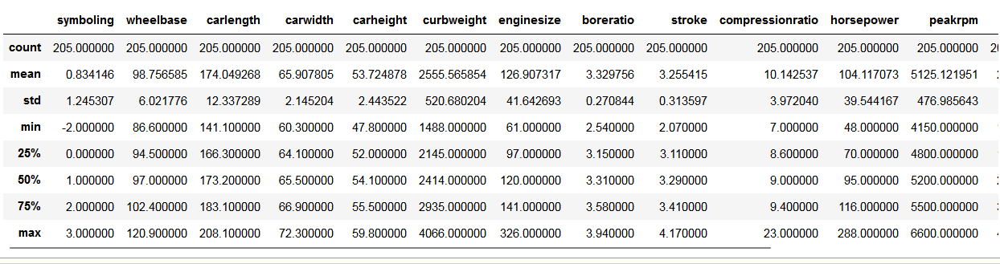 symboling wheelbase carlength carwidth carheight curbweight enginesize boreratio stroke compressionratio horsepower peakrpm
count 205.000000 205.000000 205.000000 205.000000 205.000000 205.000000 205.000000 205.000000 205.000000 205.000000 205.000000 205.000000
mean 0.834146 98.756585 174.049268 65.907805 53.724878 2555.565854 126.907317 3.329756 3.255415 10.142537 104.117073 5125.121951
std 1.245307 6.021776 12.337289 2.145204 2.443522 520.680204 41.642693 0.270844 0.313597 3.972040 39.544167 476.985643
min -2.000000 86.600000 141.100000 60.300000 47.800000 1488.000000 61.000000 2.540000 2.070000 7.000000 48.000000 4150.000000
25% 0.000000 94.500000 166.300000 64.100000 52.000000 2145.000000 97.000000 3.150000 3.110000 8.600000 70.000000 4800.000000
50% 1.000000 97.000000 173.200000 65.500000 54.100000 2414.000000 120.000000 3.310000 3.290000 9.000000 95.000000 5200.000000
75% 2.000000 102.400000 183.100000 66.900000 55.500000 2935.000000 141.000000 3.580000 3.410000 9.400000 116.000000 5500.000000
max 3.000000 120.900000 208.100000 72.300000 59.800000 4066.000000 326.000000 3.940000 4.170000 23.000000 288.000000 6600.000000